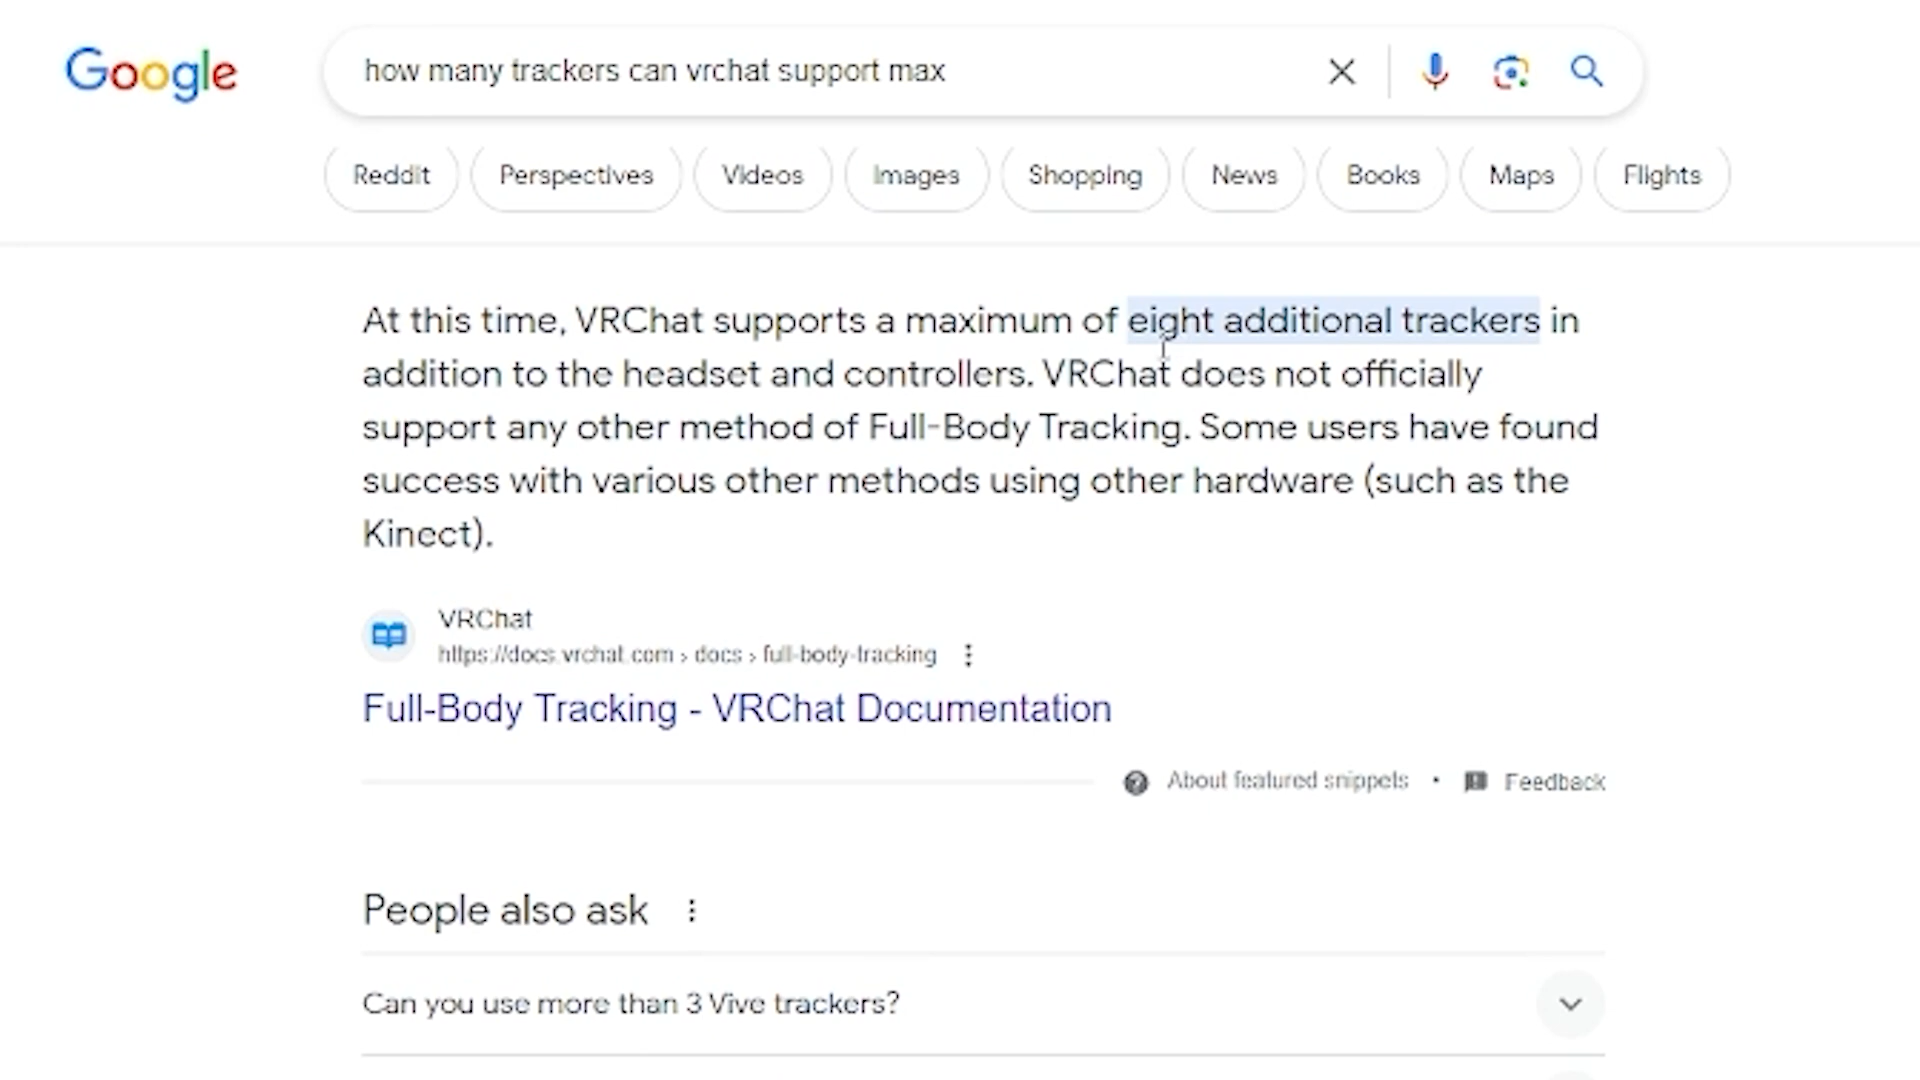 Google
how many trackers can vrchat support max
Reddit Perspectives Videos Images Shopping News Books Maps Flights
At this time, VRChat supports a maximum of eight additional trackers in
addition to the headset and controllers. VRChat does not officially
support any other method of Full-Body Tracking. Some users have found
success with various other methods using other hardware (such as the
Kinect).
VRChat
https://docs.vrchat.com › docs › full-body-tracking
Full-Body Tracking - VRChat Documentation
About featured snippets • Feedback
People also ask
Can you use more than 3 Vive trackers?